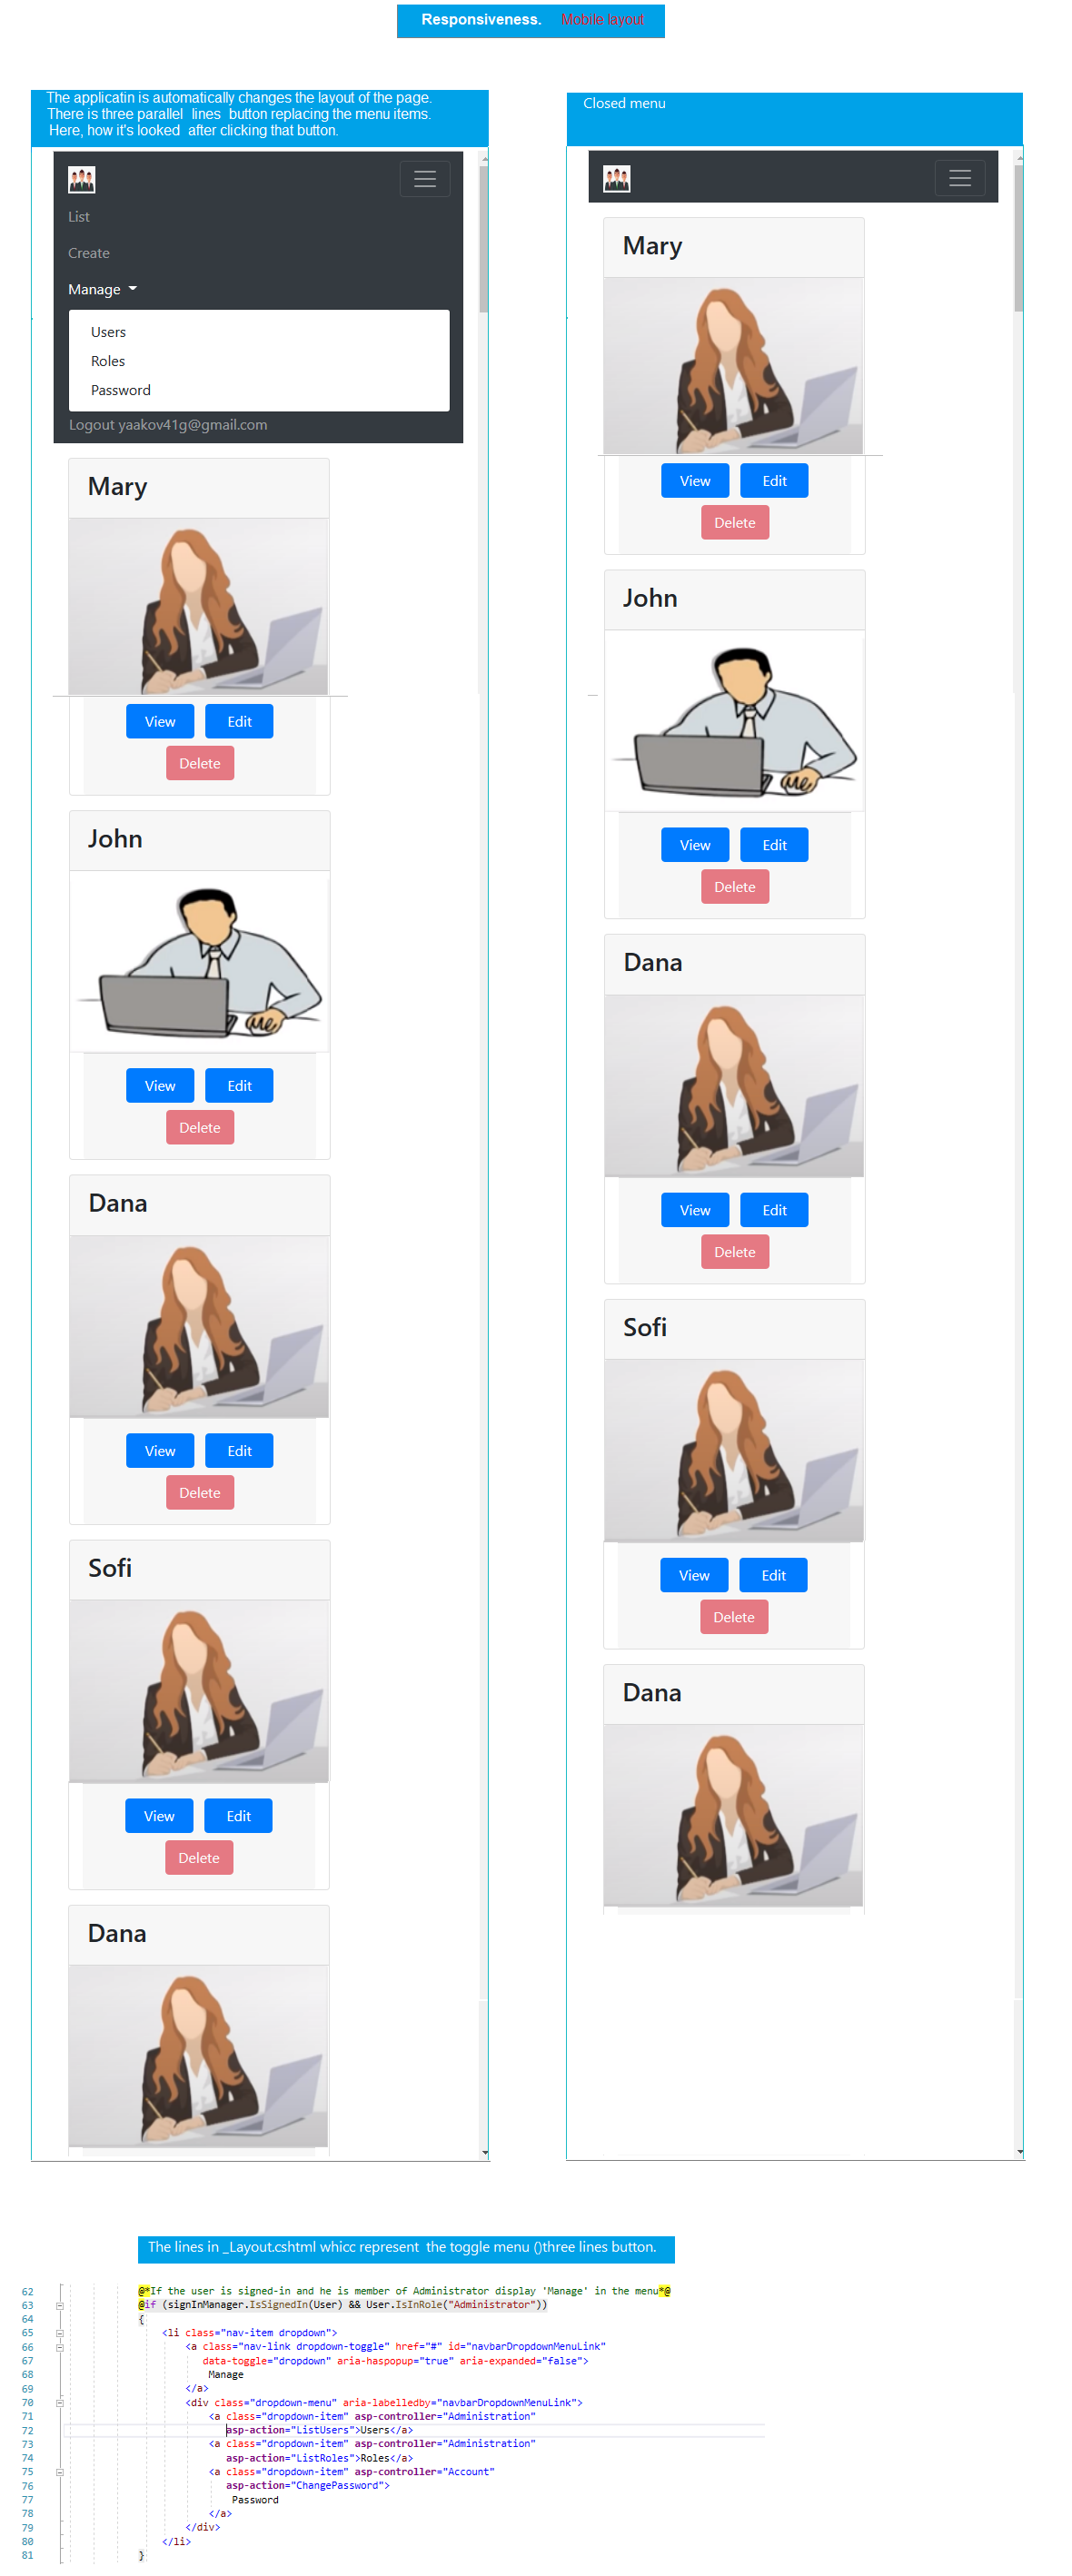 Responsiveness. Mobile layout
The applicatin is automatically changes the layout of the page.
There is three parallel lines button replacing the menu items.
Here, how it's looked after clicking that button.
List
Create
Manage
Users
Roles
Password
Logout yaakov41g@gmail.com
Mary
View Edit
Delete
John
View Edit
Delete
Dana
View Edit
Delete
Sofi
View Edit
Delete
Dana
Closed menu
Mary
View Edit
Delete
John
View Edit
Delete
Dana
View Edit
Delete
Sofi
View Edit
Delete
Dana
The lines in _Layout.cshtml whicc represent the toggle menu ()three lines button.
62 @*If the user is signed-in and he is member of Administrator display 'Manage' in the menu*@
63 @if (signInManager.IsSignedIn(User) && User.IsInRole("Administrator"))
64 {
65 <li class="nav-item dropdown">
66 <a class="nav-link dropdown-toggle" href="#" id="navbarDropdownMenuLink"
67 data-toggle="dropdown" aria-haspopup="true" aria-expanded="false">
68 Manage
69 </a>
70 <div class="dropdown-menu" aria-labelledby="navbarDropdownMenuLink">
71 <a class="dropdown-item" asp-controller="Administration"
72 asp-action="ListUsers">Users</a>
73 <a class="dropdown-item" asp-controller="Administration"
74 asp-action="ListRoles">Roles</a>
75 <a class="dropdown-item" asp-controller="Account"
76 asp-action="ChangePassword">
77 Password
78 </a>
79 </div>
80 </li>
81 }